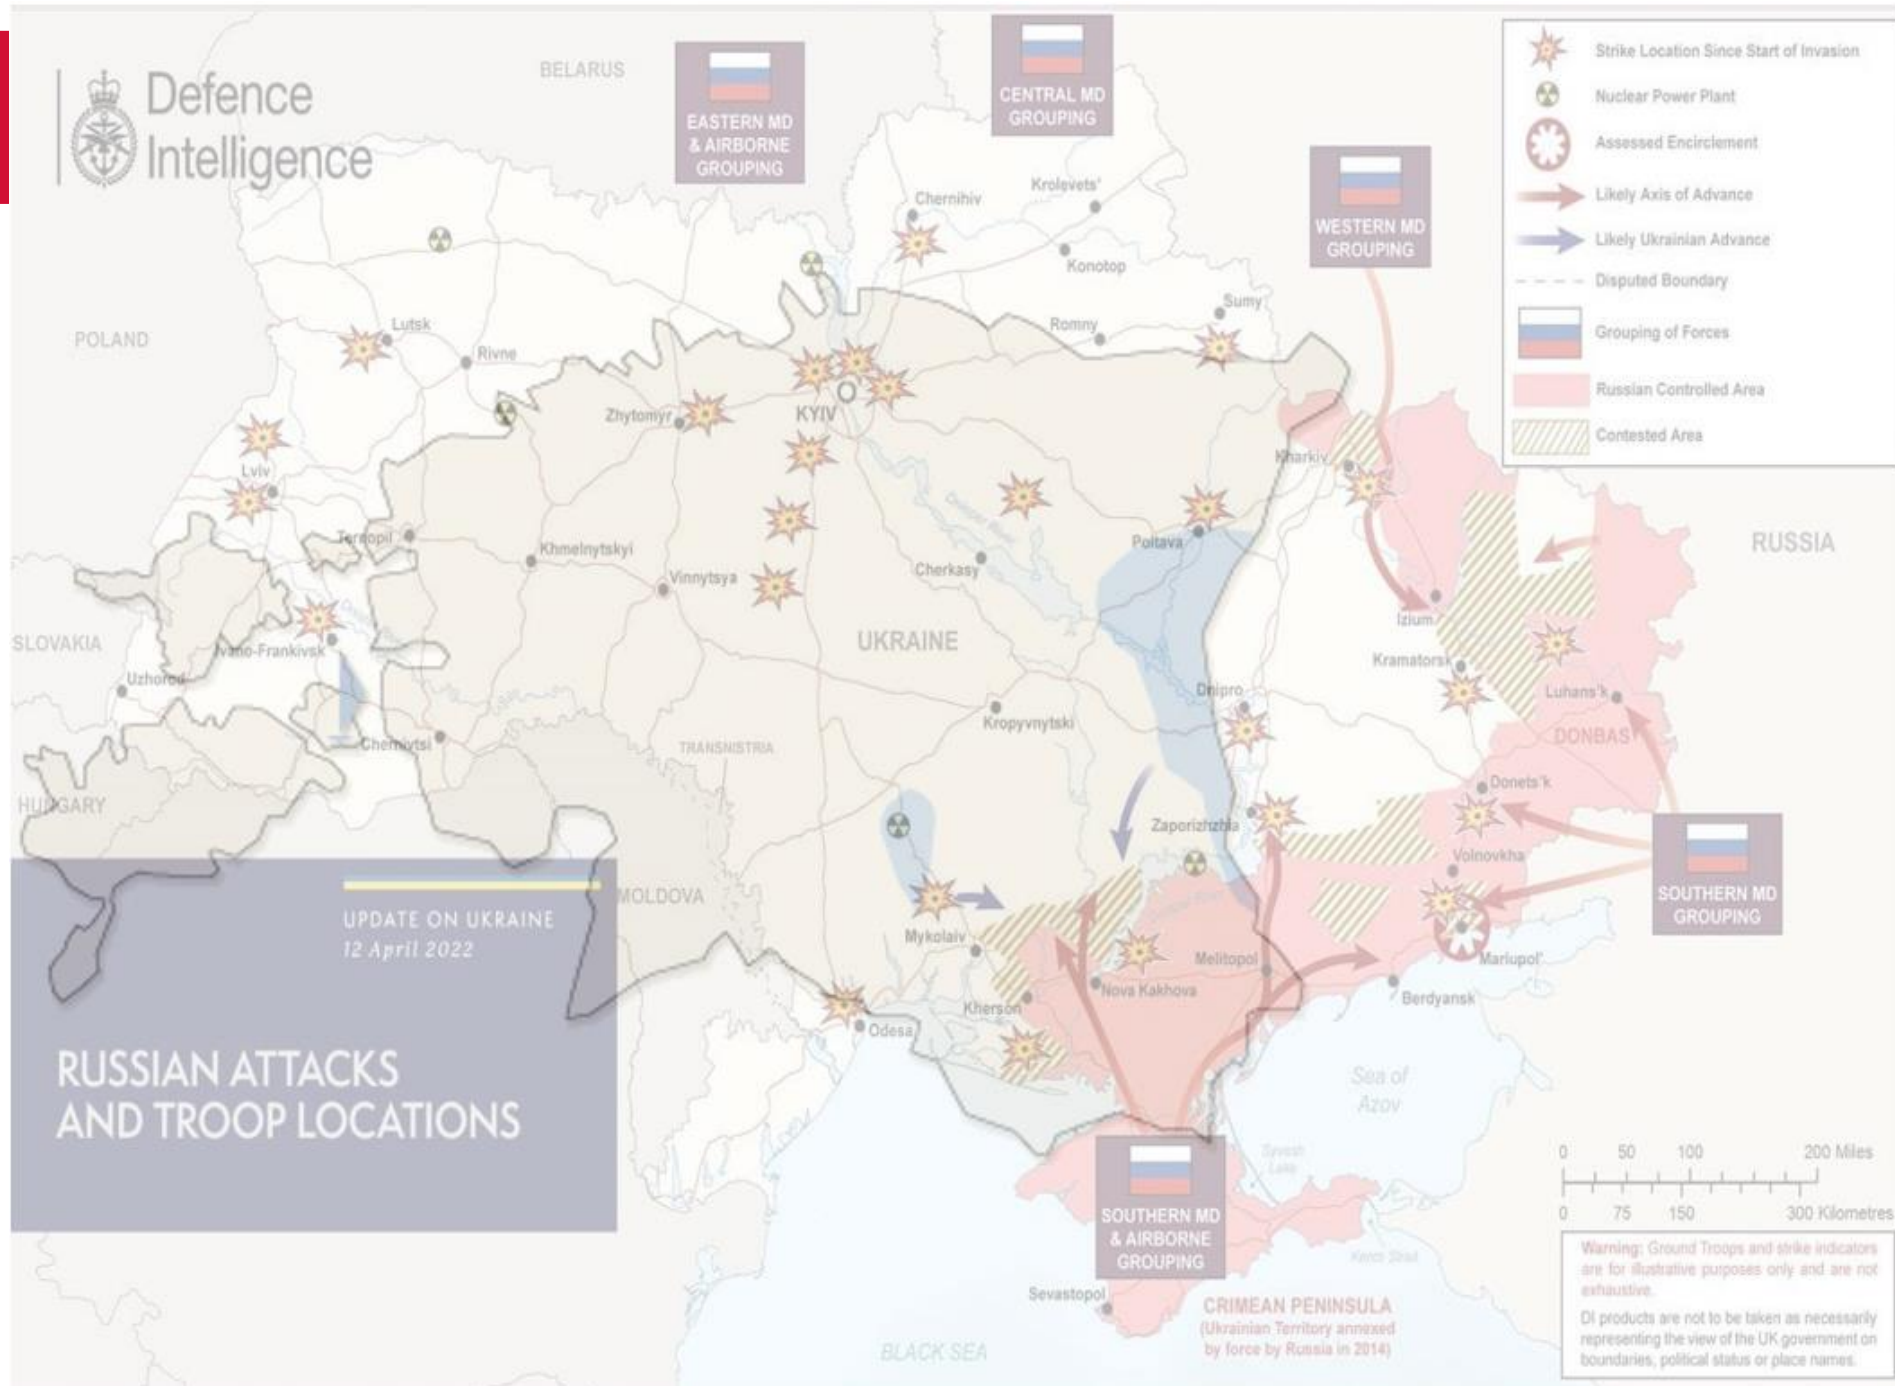 Defence
Intelligence
BELARUS
EASTERN MD
& AIRBORNE
GROUPING
CENTRAL MD
GROUPING
WESTERN MD
GROUPING
Strike Location Since Start of Invasion
Nuclear Power Plant
Assessed Encirclement
Likely Axis of Advance
Likely Ukrainian Advance
Disputed Boundary
Grouping of Forces
Russian Controlled Area
Contested Area
Chernihiv
Krolevets'
Konotop
Sumy
Romny
POLAND
Lutsk
Rivne
Zhytomyr
KYIV
Kharkiv
Lviv
Ternopil
Khmelnytskyi
Vinnytsya
Cherkasy
Poltava
RUSSIA
Izium
SLOVAKIA
Ivano-Frankivsk
UKRAINE
Kramatorsk
Uzhorod
Dnipro
Luhans'k
Kropyvnytski
DONBAS
Chernivtsi
TRANSNISTRIA
HUNGARY
Donets'k
Zaporizhzhia
Volnovkha
SOUTHERN MD
GROUPING
MOLDOVA
UPDATE ON UKRAINE
12 April 2022
Mykolaiv
Melitopol
Mariupol'
Nova Kakhova
Berdyansk
Kherson
Odesa
RUSSIAN ATTACKS
AND TROOP LOCATIONS
Sea of
Azov
SOUTHERN MD
& AIRBORNE
GROUPING
Kerch Strait
Sevastopol
CRIMEAN PENINSULA
(Ukrainian Territory annexed
by force by Russia in 2014)
BLACK SEA
0 50 100 200 Miles
0 75 150 300 Kilometres
Warning: Ground Troops and strike indicators
are for illustrative purposes only and are not
exhaustive.
DI products are not to be taken as necessarily
representing the view of the UK government on
boundaries, political status or place names.